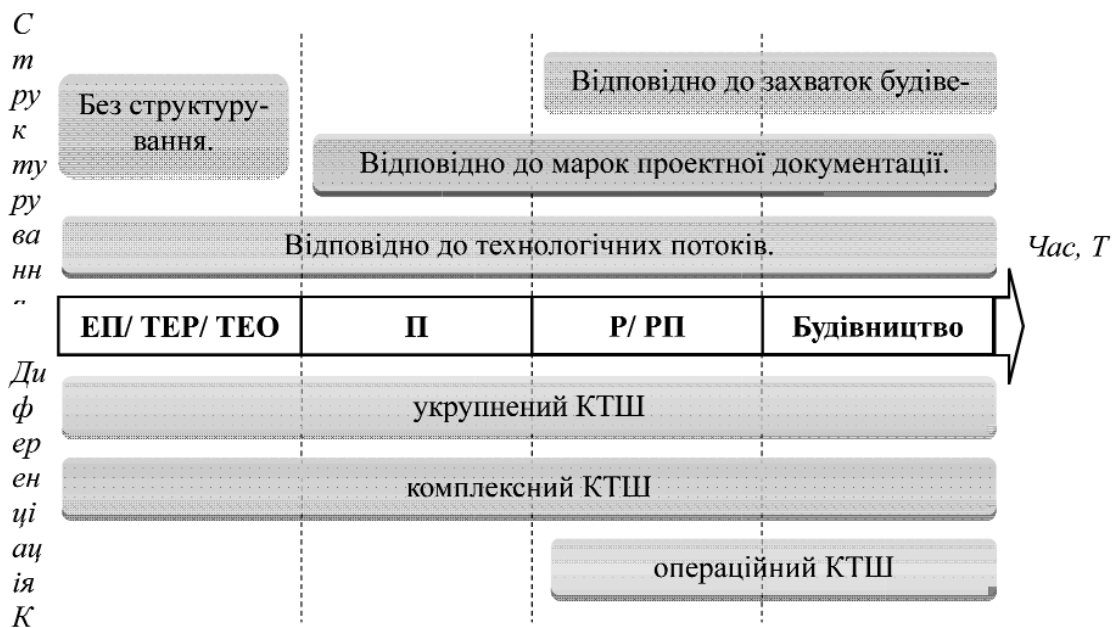 С
т
ру
к
ту
ру
ва
нн
Без структуру-
вання.
Відповідно до захваток будіве-
Відповідно до марок проектної документації.
Відповідно до технологічних потоків.
Час, Т
ЕП/ ТЕР/ ТЕО
П
Р/ РП
Будівництво
Ди
ф
ер
ен
ці
ац
ія
К
укрупнений КТШ
комплексний КТШ
операційний КТШ